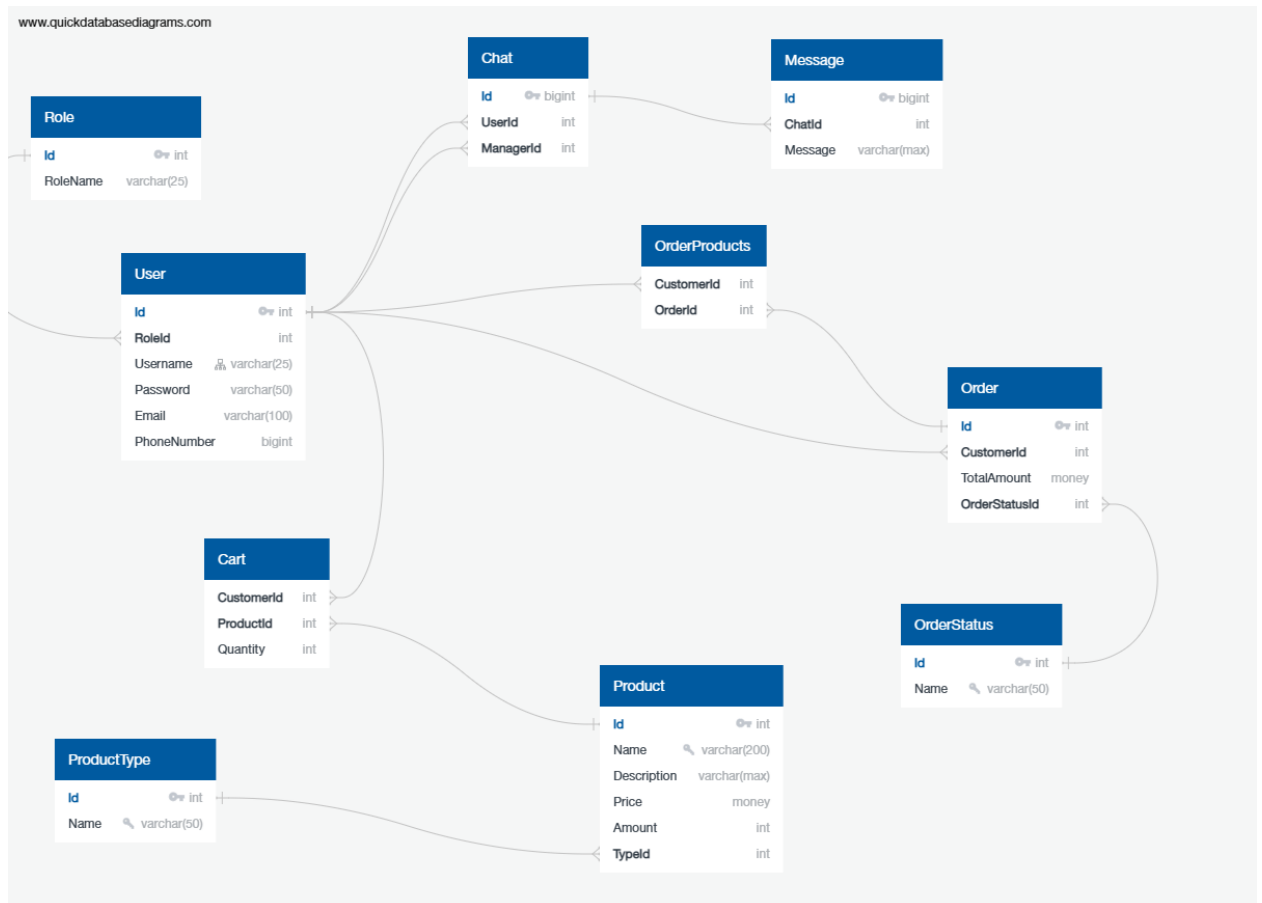 www.quickdatabasediagrams.com
Chat
Id bigint
UserId int
ManagerId int
Message
Id bigint
ChatId int
Message varchar(max)
Role
Id int
RoleName varchar(25)
OrderProducts
CustomerId int
OrderId int
User
Id int
RoleId int
Username varchar(25)
Password varchar(50)
Email varchar(100)
PhoneNumber bigint
Order
Id int
CustomerId int
TotalAmount money
OrderStatusId int
Cart
CustomerId int
ProductId int
Quantity int
OrderStatus
Id int
Name varchar(50)
Product
Id int
Name varchar(200)
Description varchar(max)
Price money
Amount int
TypeId int
ProductType
Id int
Name varchar(50)